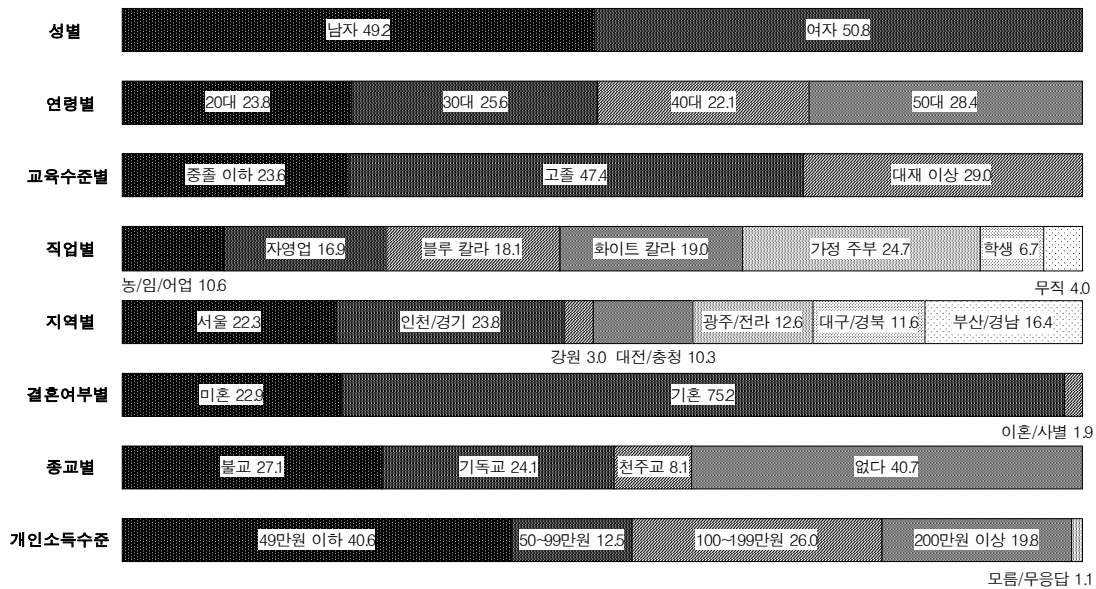 성별 남자 49.2 여자 50.8
연령별 20대 23.8 30대 25.6 40대 22.1 50대 28.4
교육수준별 중졸 이하 23.6 고졸 47.4 대재 이상 29.0
직업별 자영업 16.9 블루 칼라 18.1 화이트 칼라 19.0 가정 주부 24.7 학생 6.7
농/임/어업 10.6 무직 4.0
지역별 서울 22.3 인천/경기 23.8 광주/전라 12.6 대구/경북 11.6 부산/경남 16.4
강원 3.0 대전/충청 10.3
결혼여부별 미혼 22.9 기혼 75.2
이혼/사별 1.9
종교별 불교 27.1 기독교 24.1 천주교 8.1 없다 40.7
개인소득수준 49만원 이하 40.6 50~99만원 12.5 100~199만원 26.0 200만원 이상 19.8
모름/무응답 1.1